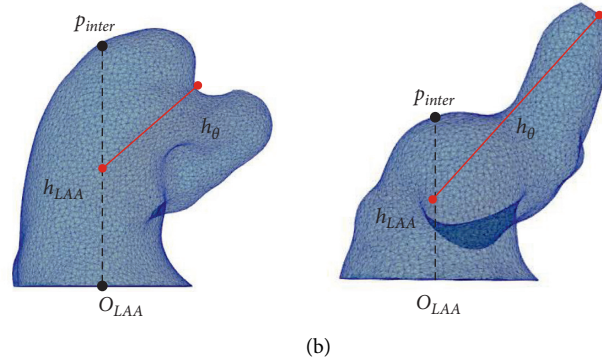 p_inter
h_θ
h_LAA
O_LAA
p_inter
h_θ
h_LAA
O_LAA
(b)